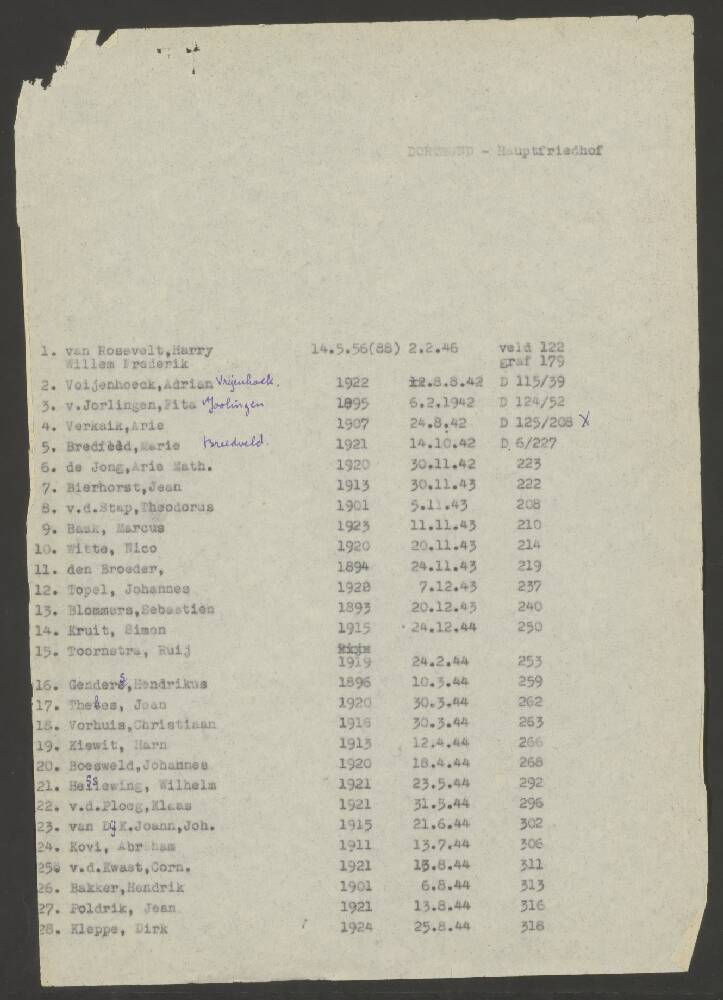 DORTMUND - Hauptfriedhof
1. van Rosevelt,Harry 14.5.56(88) 2.2.46 veld 122
Willem Frederik graf 179
2. Voijenhoeck,Adrian Vrijenhoek. 1922 12.8.8.42 D 115/39
3. v.Jorlingen,Pita v Joolingen 1895 6.2.1942 D 124/52
4. Verkaik,Arie 1907 24.8.42 D 125/208 X
5. Bredfeld,Marie Breedveld. 1921 14.10.42 D 6/227
6. de Jong,Arie Math. 1920 30.11.42 223
7. Bierhorst,Jean 1913 30.11.43 222
8. v.d.Stap,Theodorus 1901 5.11.43 208
9. Baak, Marcus 1923 11.11.43 210
10. Witte, Nico 1920 20.11.43 214
11. den Broeder, 1894 24.11.43 219
12. Topel, Johannes 1920 7.12.43 237
13. Blommers,Sebastien 1893 20.12.43 240
14. Kruit, Simon 1915 24.12.44 250
15. Toornstra, Ruij
1919 24.2.44 253
16. Genders,Hendrikus 1896 10.3.44 259
17. Thebes, Jean 1920 30.3.44 262
18. Vorhuis,Christiaan 1918 30.3.44 263
19. Kiewit, Harm 1913 12.4.44 266
20. Boesweld,Johannes 1920 18.4.44 268
21. Hessewing, Wilhelm 1921 23.5.44 292
22. v.d.Ploeg,Klaas 1921 31.5.44 296
23. van DijK.Joann,Joh. 1915 21.6.44 302
24. Kovi, Abraham 1911 13.7.44 306
25. v.d.Kwast,Corn. 1921 13.8.44 311
26. Bakker,Hendrik 1901 6.8.44 313
27. Poldrik, Jean 1921 13.8.44 316
28. Kleppe, Dirk 1924 25.8.44 318